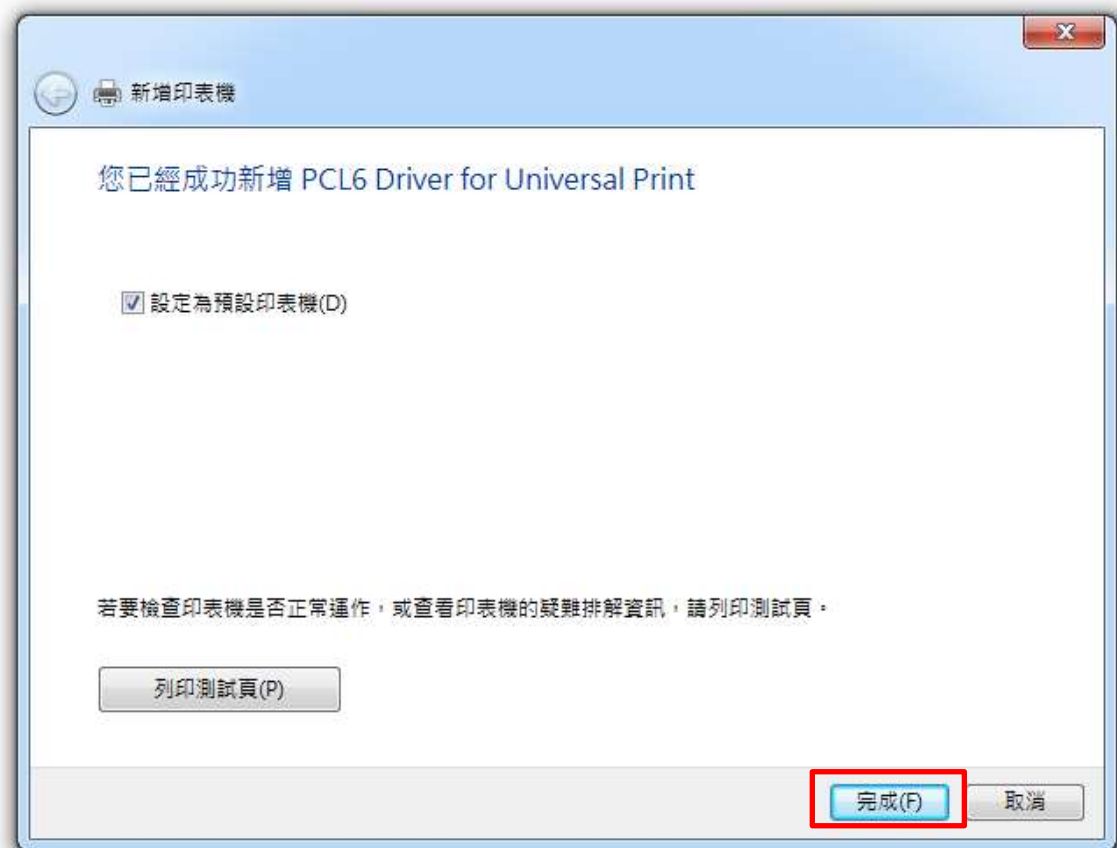 新增印表機
您已經成功新增 PCL6 Driver for Universal Print
設定為預設印表機(D)
若要檢查印表機是否正常運作，或查看印表機的疑難排解資訊，請列印測試頁。
列印測試頁(P)
完成(F)
取消